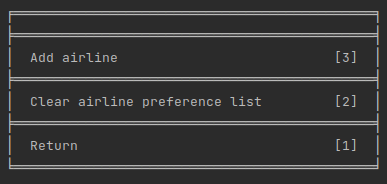 Add airline [3]
Clear airline preference list [2]
Return [1]